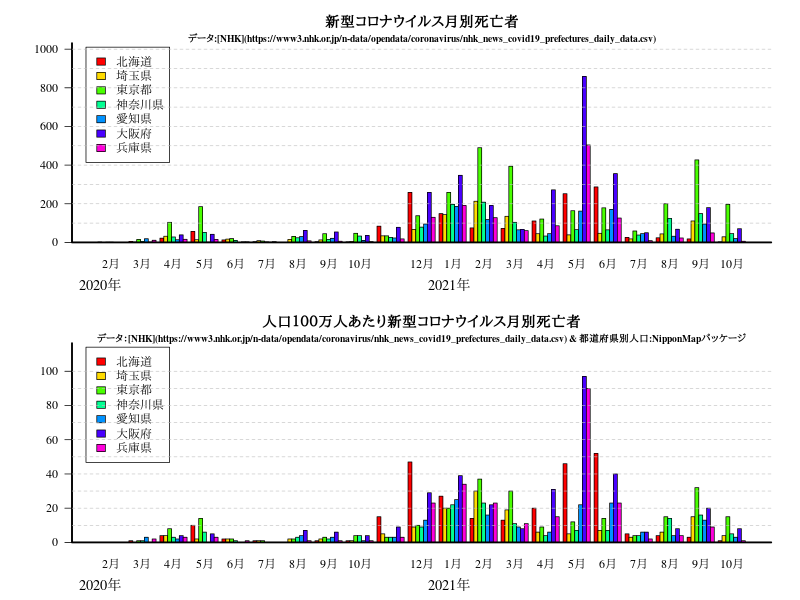 新型コロナウイルス月別死亡者
データ:[NHK](https://www3.nhk.or.jp/n-data/opendata/coronavirus/nhk_news_covid19_prefectures_daily_data.csv)
1000
800
600
400
200
0
北海道
埼玉県
東京都
神奈川県
愛知県
大阪府
兵庫県
2月 3月 4月 5月 6月 7月 8月 9月 10月 12月 1月 2月 3月 4月 5月 6月 7月 8月 9月 10月
2020年 2021年
人口100万人あたり新型コロナウイルス月別死亡者
データ:[NHK](https://www3.nhk.or.jp/n-data/opendata/coronavirus/nhk_news_covid19_prefectures_daily_data.csv) & 都道府県別人口:NipponMapパッケージ
100
80
60
40
20
0
北海道
埼玉県
東京都
神奈川県
愛知県
大阪府
兵庫県
2月 3月 4月 5月 6月 7月 8月 9月 10月 12月 1月 2月 3月 4月 5月 6月 7月 8月 9月 10月
2020年 2021年